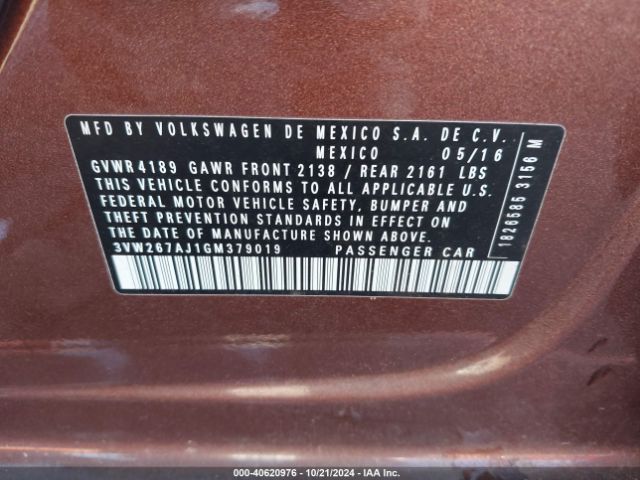 MFD BY VOLKSWAGEN DE MEXICO S.A. DE C.V.
MEXICO 05/16
GVWR 4189 GAWR FRONT 2138 / REAR 2161 LBS
THIS VEHICLE CONFORMS TO ALL APPLICABLE U.S.
FEDERAL MOTOR VEHICLE SAFETY, BUMPER AND
THEFT PREVENTION STANDARDS IN EFFECT ON
THE DATE OF MANUFACTURE SHOWN ABOVE.
3VW267AJ1GM379019 PASSENGER CAR
1826585 3156 M
000-40620976 - 10/21/2024 - IAA Inc.